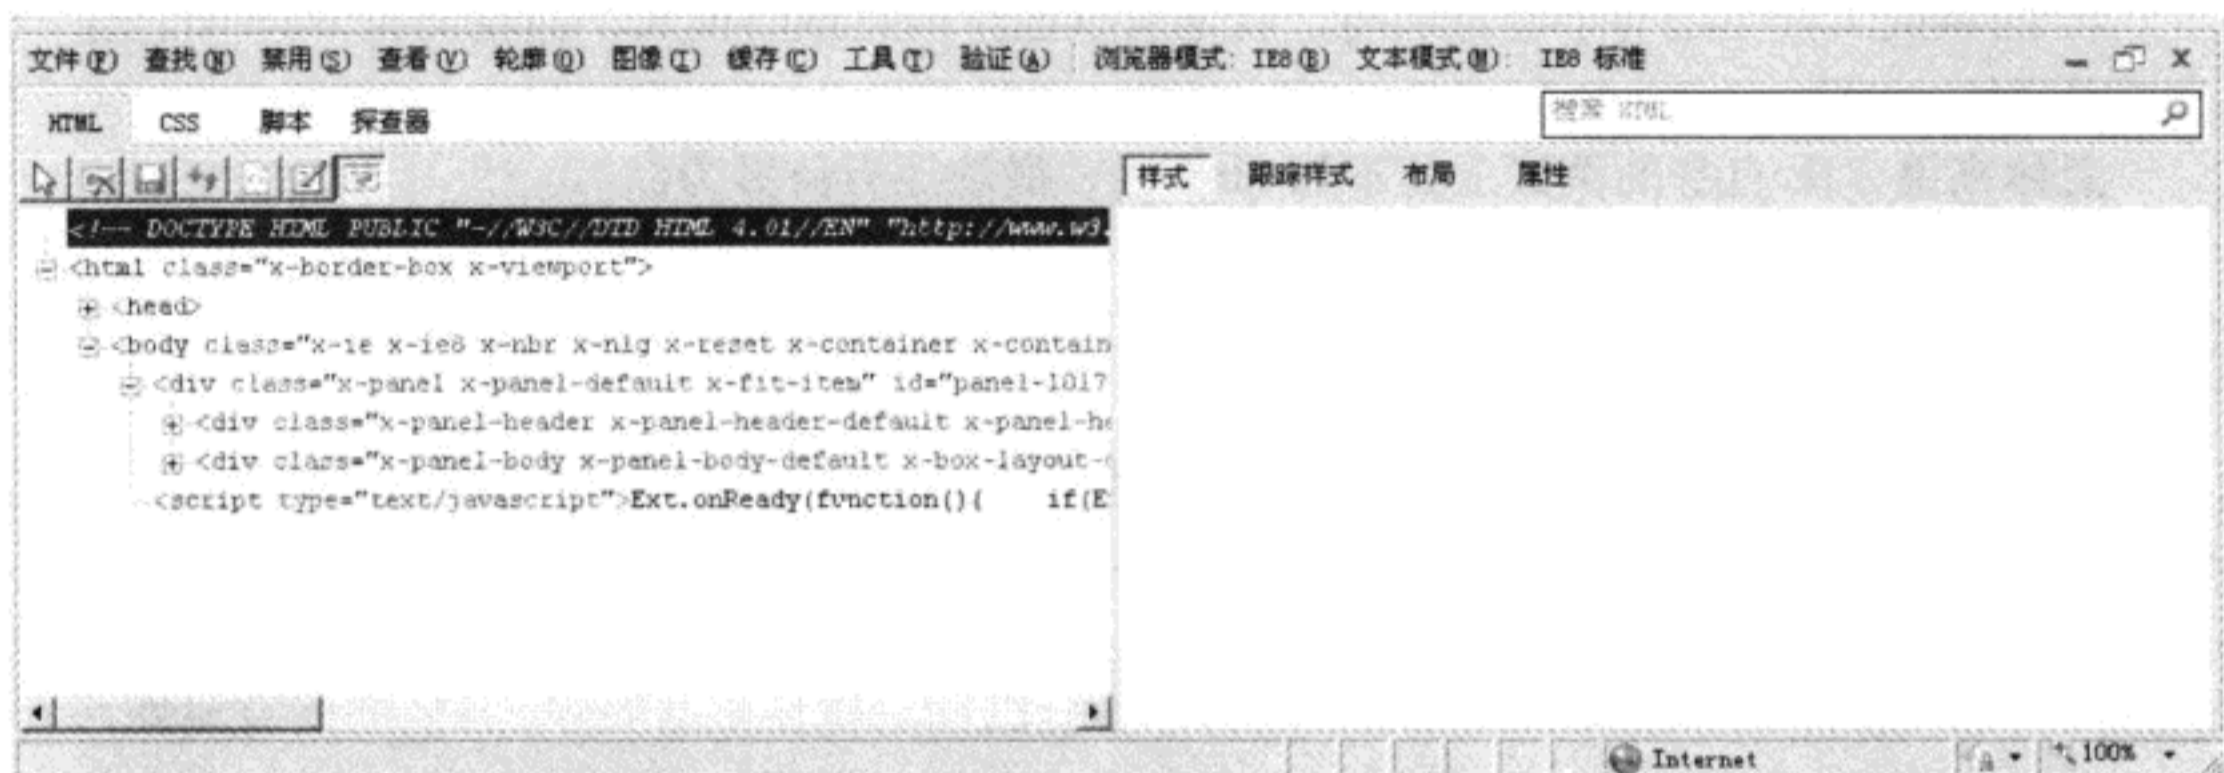 文件(F) 查找(N) 禁用(S) 查看(V) 轮廓(O) 图像(I) 缓存(C) 工具(T) 验证(A) 浏览器模式: IE8(B) 文本模式(M): IE8 标准
HTML CSS 脚本 探查器 搜索 HTML
样式 跟踪样式 布局 属性
<!-- DOCTYPE HTML PUBLIC "-//W3C//DTD HTML 4.01//EN" "http://www.w3.
<html class="x-border-box x-viewport">
<head>
<body class="x-ie x-ie8 x-nbr x-nlg x-reset x-container x-contain
<div class="x-panel x-panel-default x-fit-item" id="panel-1017
<div class="x-panel-header x-panel-header-default x-panel-he
<div class="x-panel-body x-panel-body-default x-box-layout-
<script type="text/javascript">Ext.onReady(function(){ if(E
Internet 100%